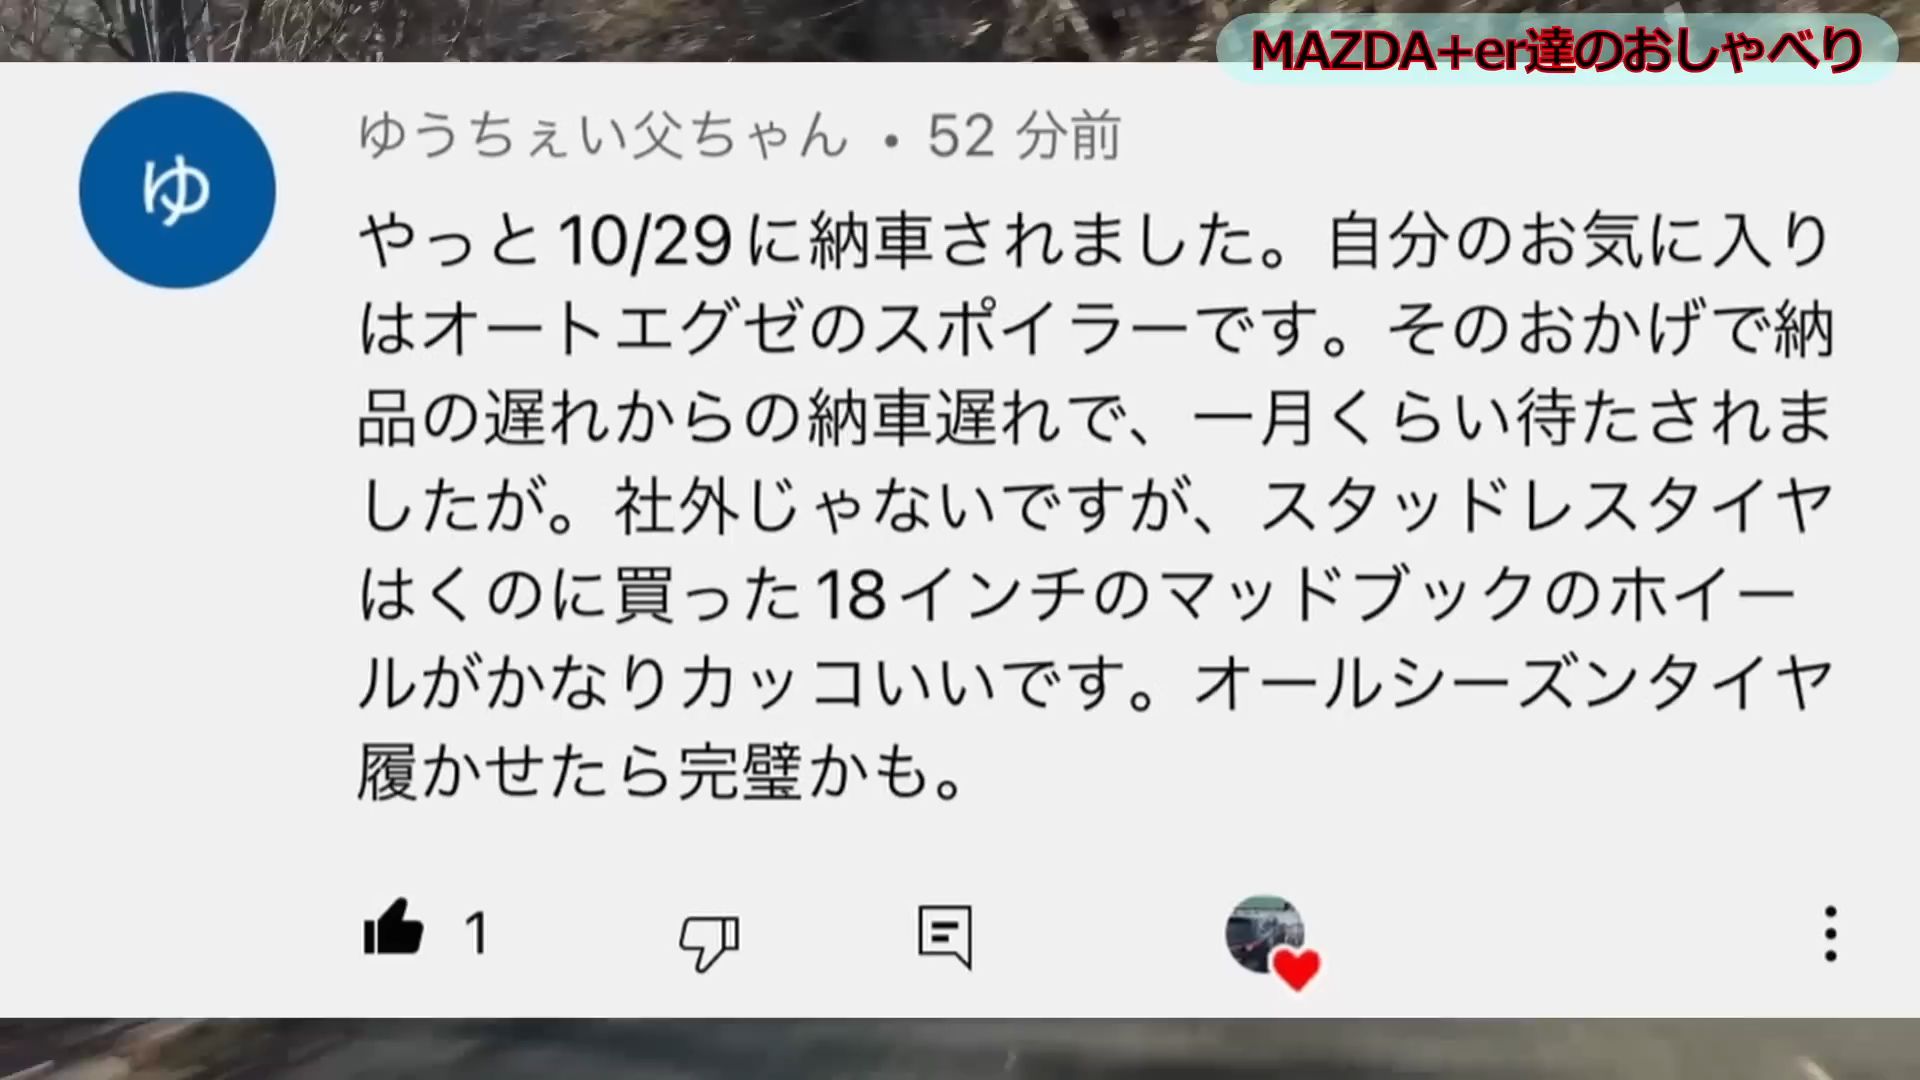 MAZDA+er達のおしゃべり
ゆ
ゆうちぇい父ちゃん • 52 分前
やっと10/29に納車されました。自分のお気に入り
はオートエグゼのスポイラーです。そのおかげで納
品の遅れからの納車遅れで、一月くらい待たされま
したが。社外じゃないですが、スタッドレスタイヤ
はくのに買った18インチのマッドブックのホイー
ルがかなりカッコいいです。オールシーズンタイヤ
履かせたら完璧かも。
1